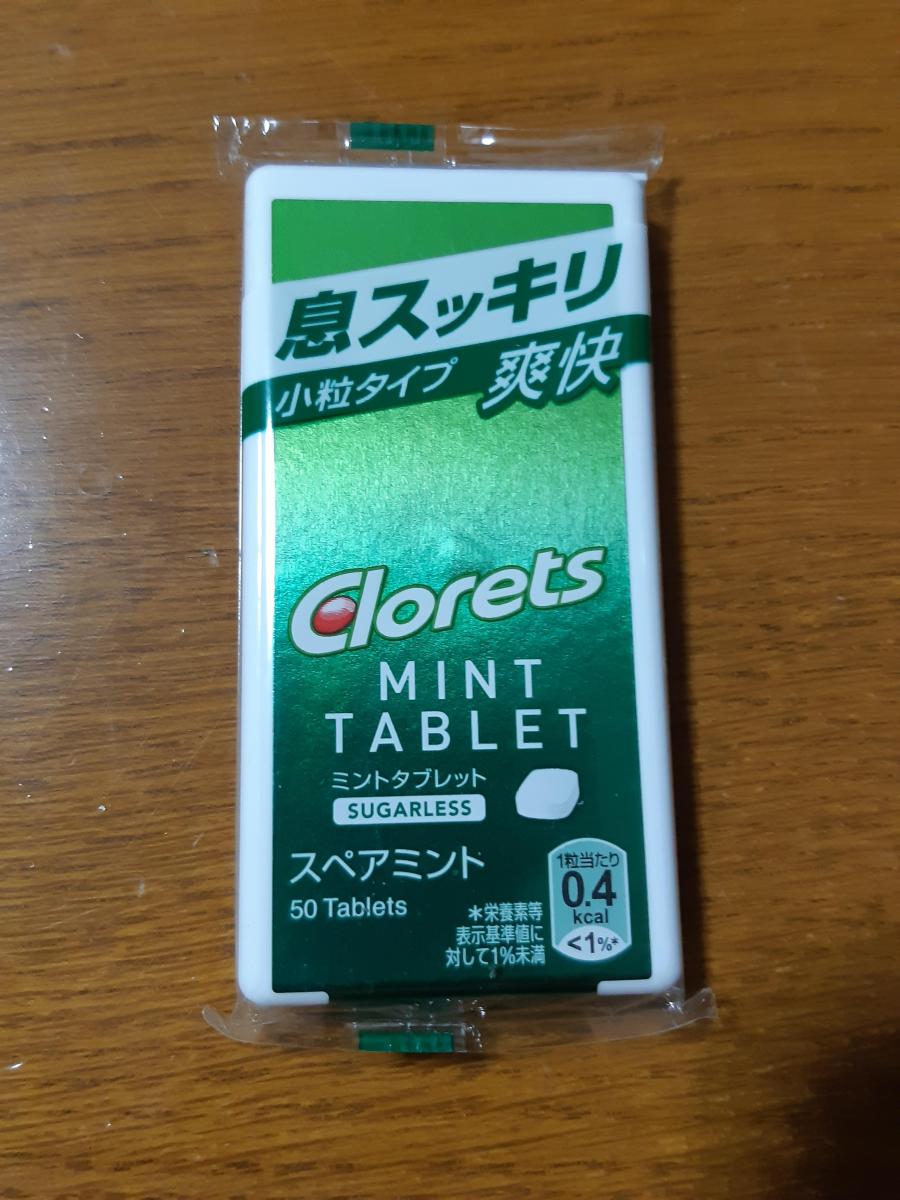 息スッキリ
小粒タイプ 爽快
Clorets
MINT
TABLET
ミントタブレット
SUGARLESS
スペアミント
50 Tablets
1粒当たり
0.4
kcal
<1%*
*栄養素等
表示基準値に
対して1%未満